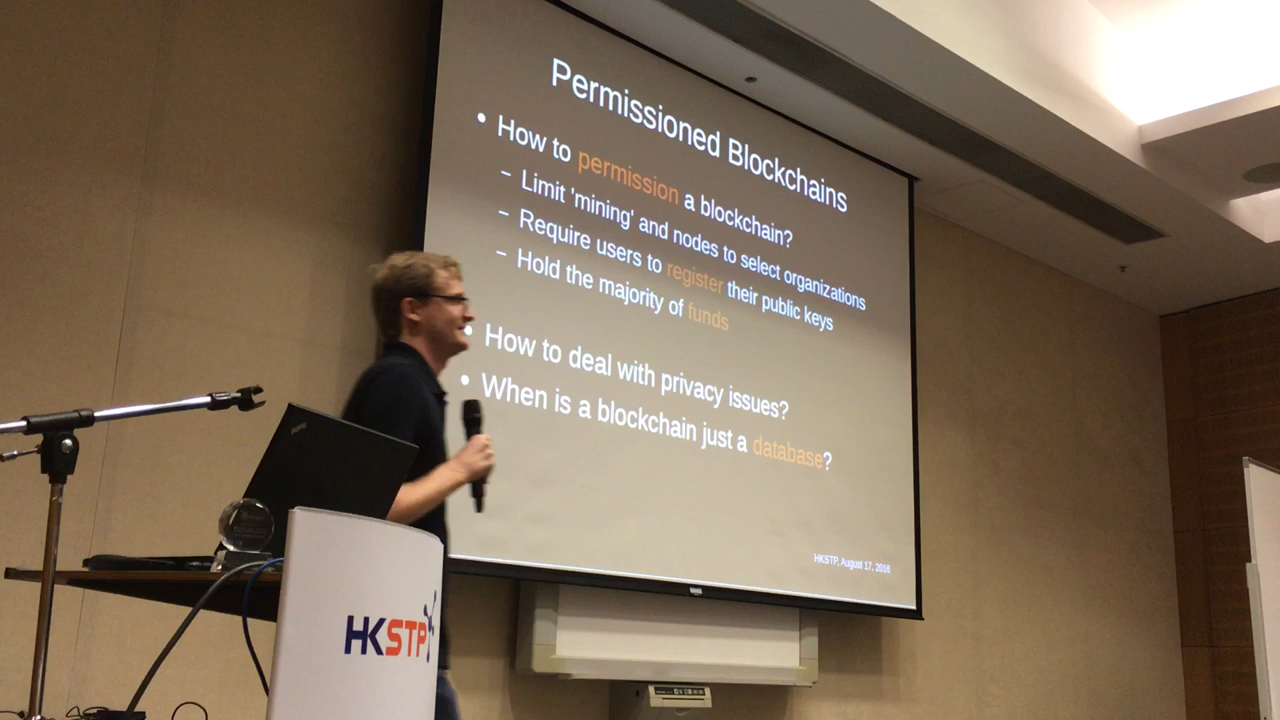 Permissioned Blockchains
• How to permission a blockchain?
– Limit 'mining' and nodes to select organizations
– Require users to register their public keys
– Hold the majority of funds
• How to deal with privacy issues?
• When is a blockchain just a database?
HKSTP, August 17, 2016
HKSTP